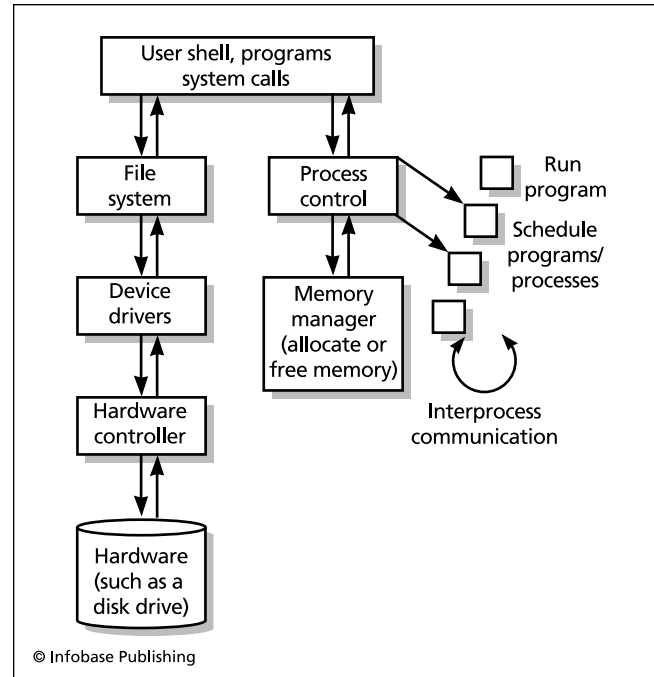 User shell, programs
system calls
File
system
Process
control
Run
program
Schedule
programs/
processes
Device
drivers
Memory
manager
(allocate or
free memory)
Hardware
controller
Interprocess
communication
Hardware
(such as a
disk drive)
© Infobase Publishing